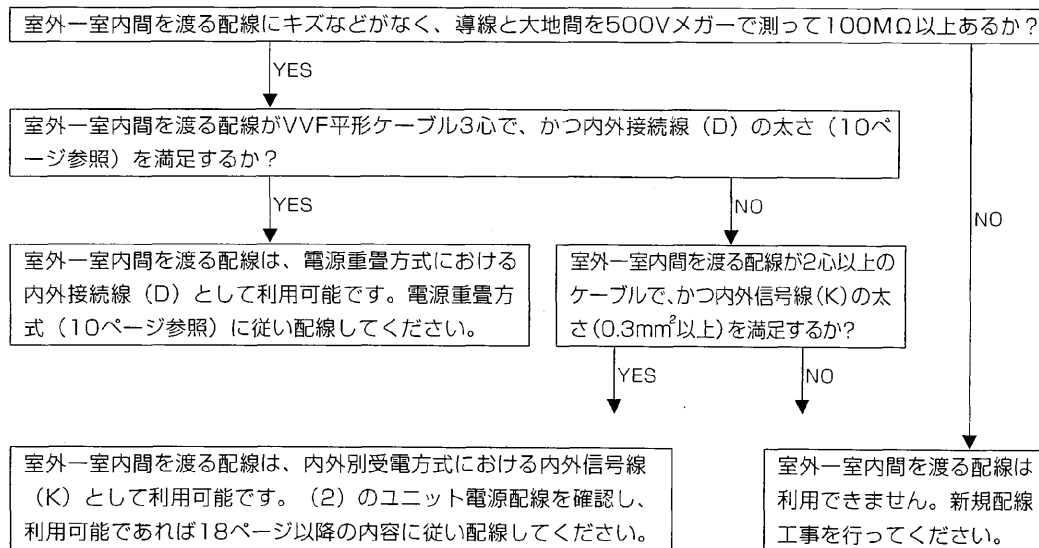 室外ー室内間を渡る配線にキズなどがなく、導線と大地間を500Vメガーで測って100MΩ以上あるか？
YES
室外ー室内間を渡る配線がVVF平形ケーブル3心で、かつ内外接続線（D）の太さ（10ペ
ージ参照）を満足するか？
YES
NO
NO
室外ー室内間を渡る配線は、電源重畳方式における
内外接続線（D）として利用可能です。電源重畳方
式（10ページ参照）に従い配線してください。
室外ー室内間を渡る配線が2心以上の
ケーブルで、かつ内外信号線(K)の太
さ(0.3mm²以上)を満足するか？
YES
NO
室外ー室内間を渡る配線は、内外別受電方式における内外信号線
（K）として利用可能です。（2）のユニット電源配線を確認し、
利用可能であれば18ページ以降の内容に従い配線してください。
室外ー室内間を渡る配線は
利用できません。新規配線
工事を行ってください。